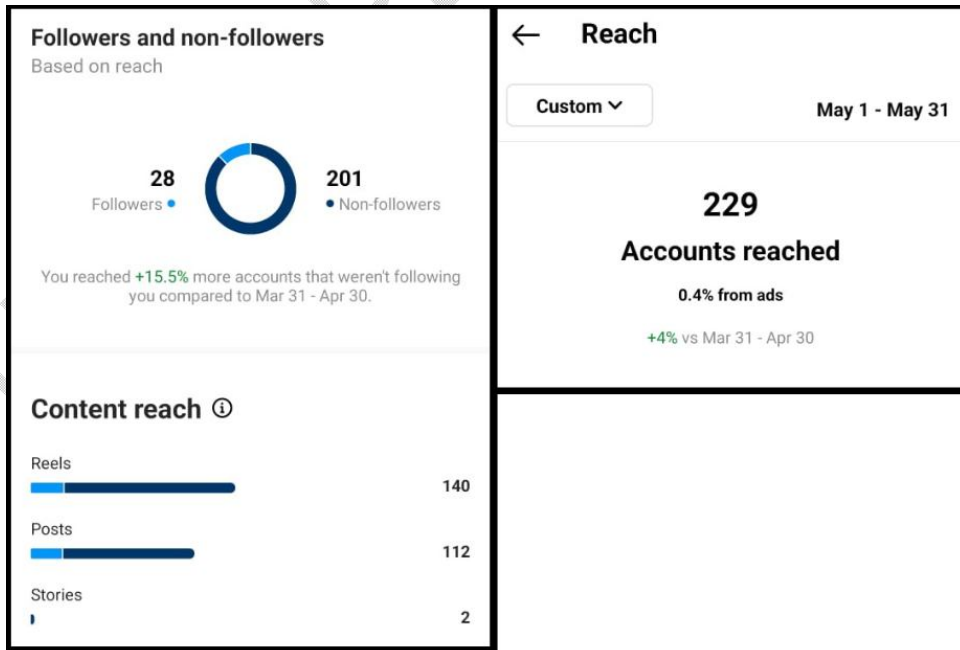 Followers and non-followers
Based on reach
28
Followers
201
Non-followers
You reached +15.5% more accounts that weren't following
you compared to Mar 31 - Apr 30.
Content reach
Reels
140
Posts
112
Stories
2
Reach
Custom
May 1 - May 31
229
Accounts reached
0.4% from ads
+4% vs Mar 31 - Apr 30